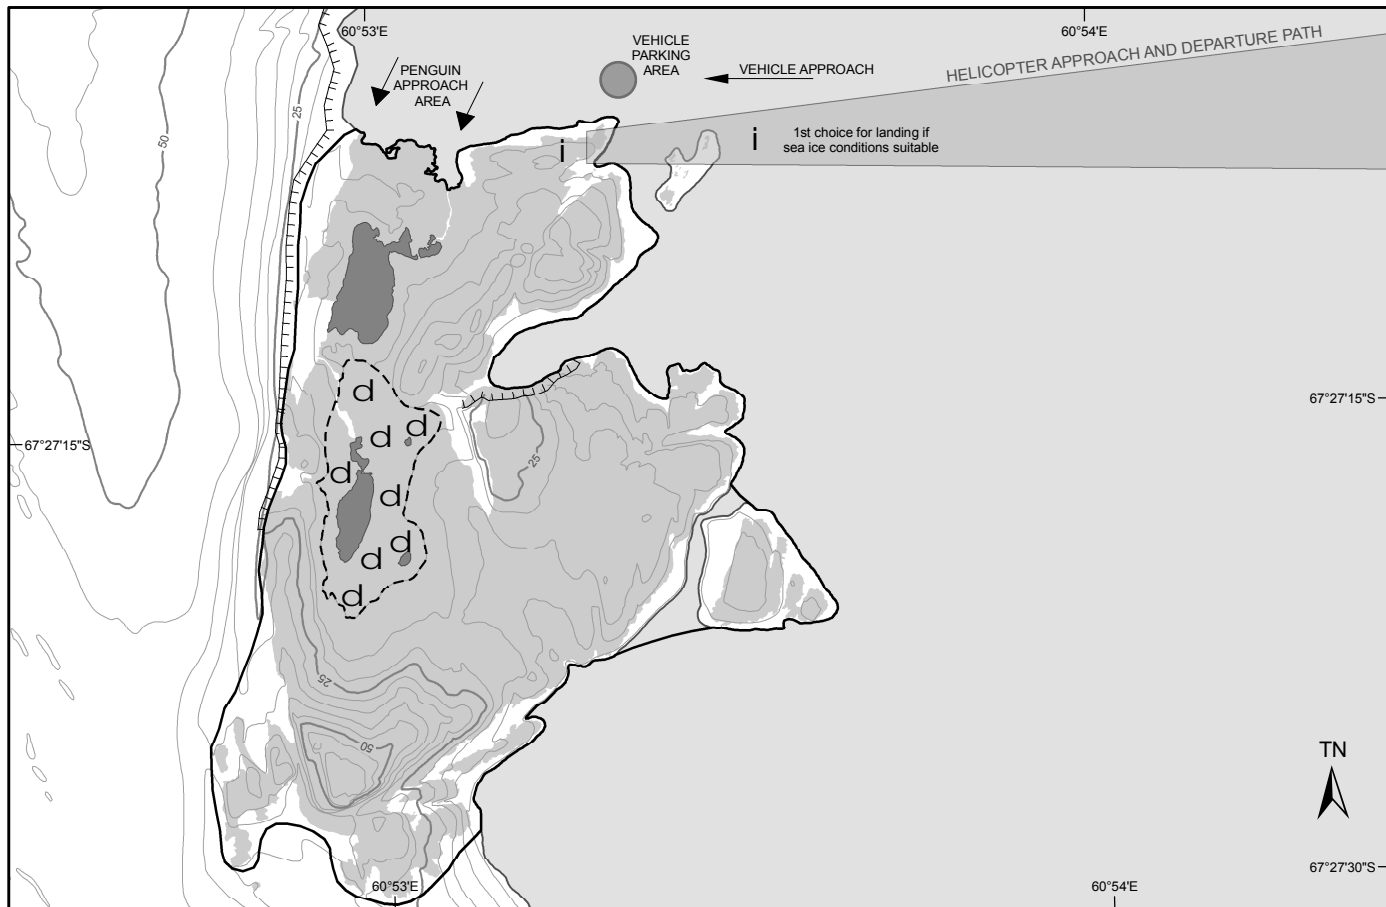 60°53'E
60°54'E
VEHICLE
PARKING
AREA
VEHICLE APPROACH
HELICOPTER APPROACH AND DEPARTURE PATH
PENGUIN
APPROACH
AREA
25
50
i
i
1st choice for landing if
sea ice conditions suitable
d
d
d
d
d
d
d
d
25
67°27'15"S
67°27'15"S
25
50
TN
67°27'30"S
60°53'E
60°54'E